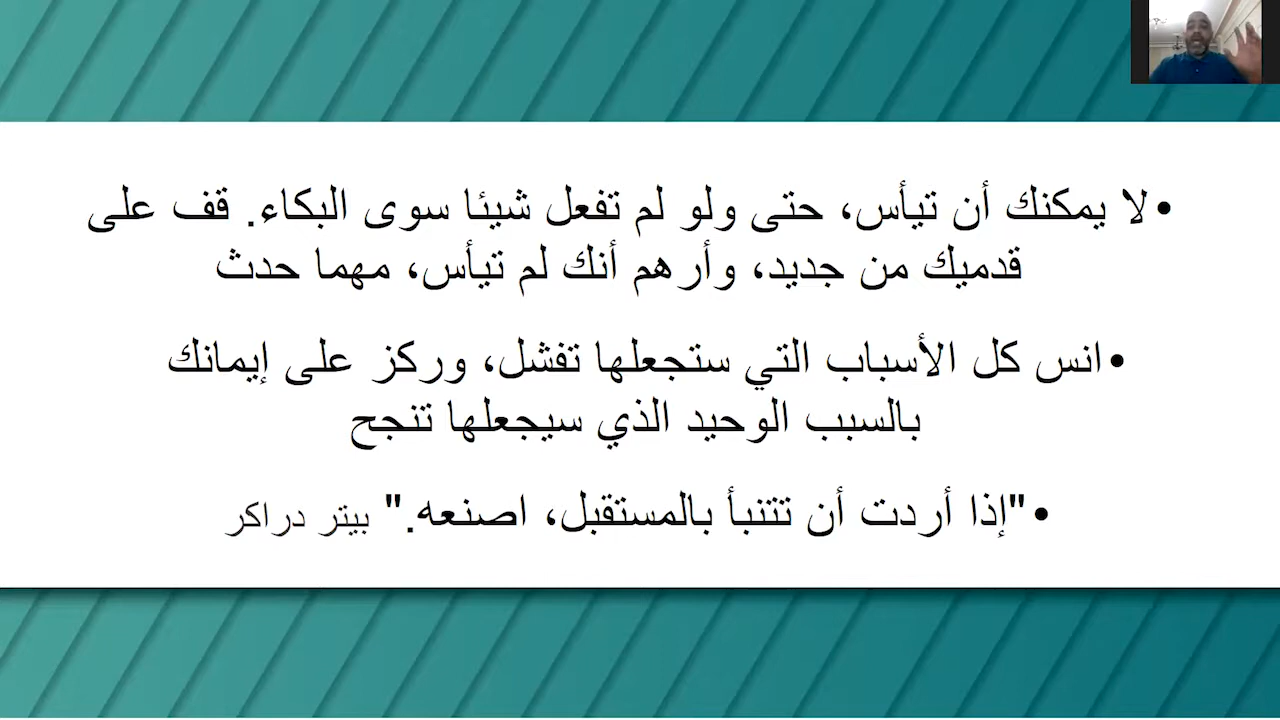 • لا يمكنك أن تيأس، حتى ولو لم تفعل شيئا سوى البكاء. قف على
قدميك من جديد، وأرهم أنك لم تيأس، مهما حدث
• انس كل الأسباب التي ستجعلها تفشل، وركز على إيمانك
بالسبب الوحيد الذي سيجعلها تنجح
• "إذا أردت أن تتنبأ بالمستقبل، اصنعه." بيتر دراكر